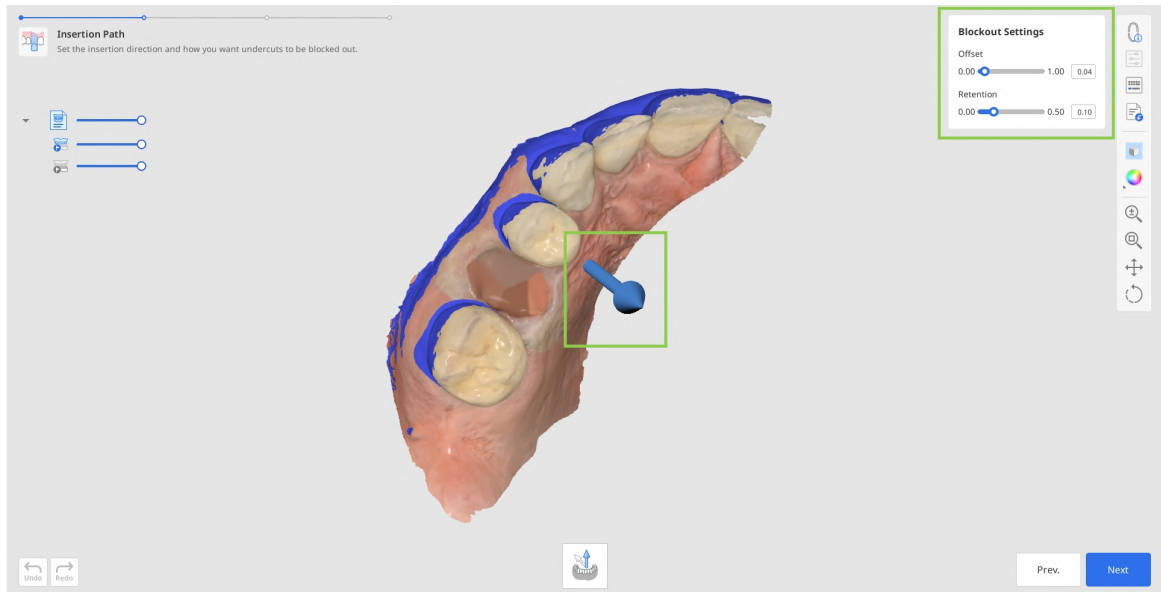 Insertion Path
Set the insertion direction and how you want undercuts to be blocked out.
Blockout Settings
Offset
0.00 1.00 0.04
Retention
0.00 0.50 0.10
Undo Redo
Prev. Next